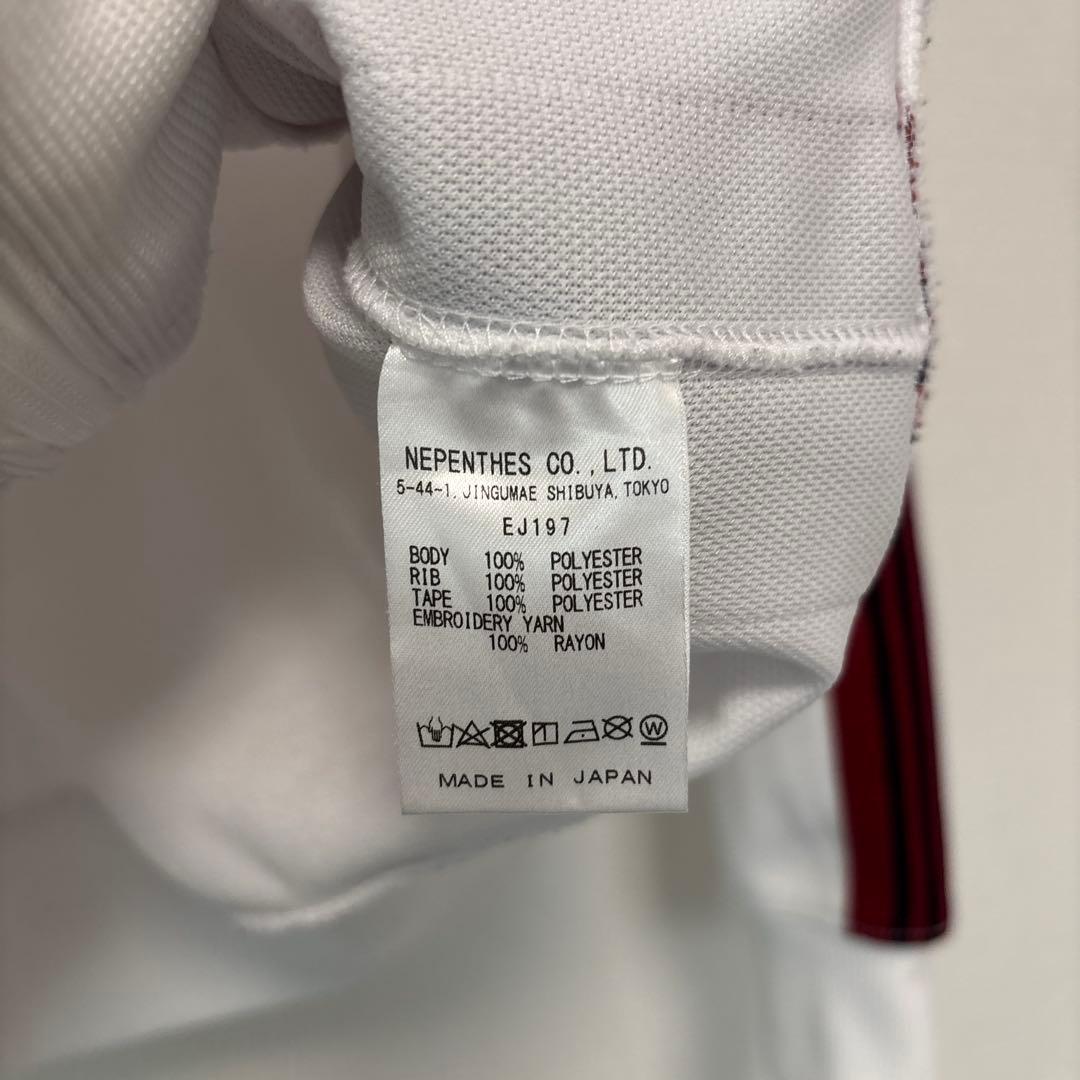 NEPENTHES CO.,LTD.
5-44-1, JINGUMAE SHIBUYA, TOKYO
EJ197
BODY 100% POLYESTER
RIB 100% POLYESTER
TAPE 100% POLYESTER
EMBROIDERY YARN
100% RAYON
W
MADE IN JAPAN